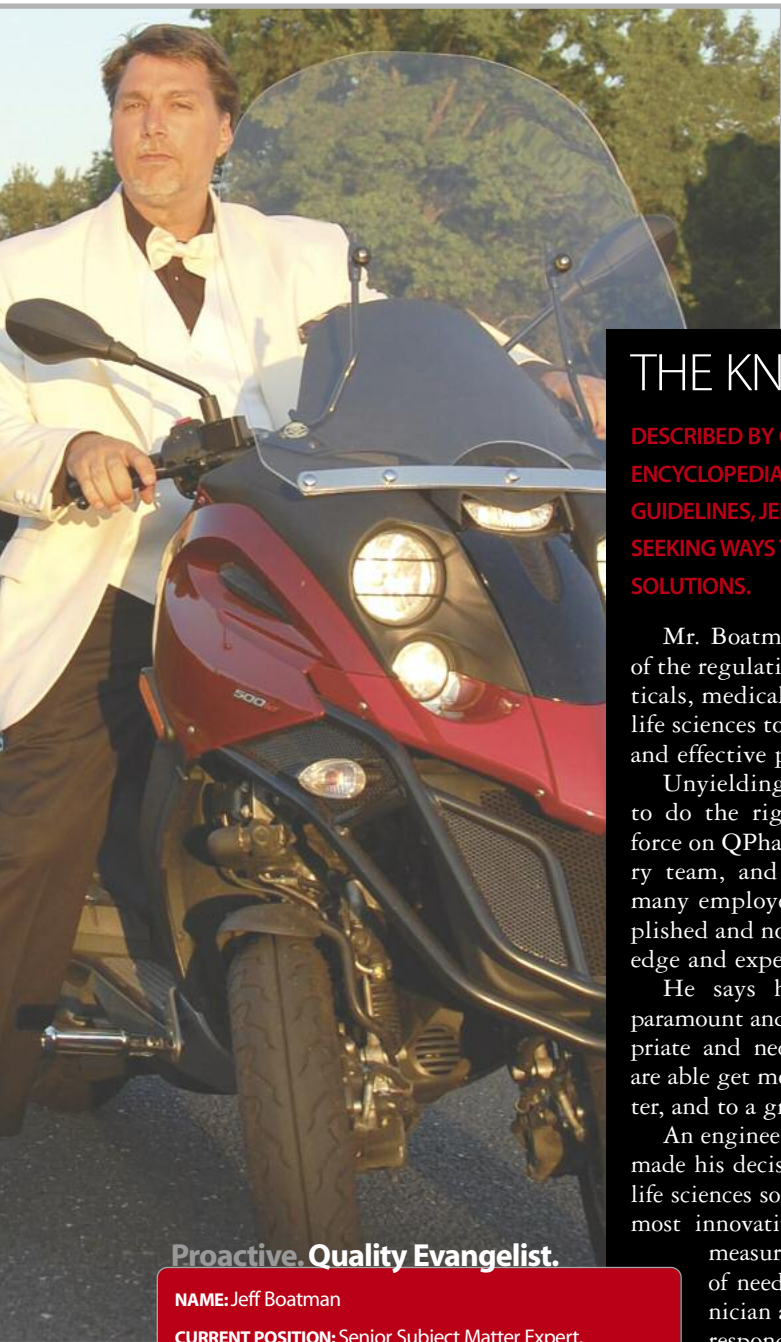 THE KN
DESCRIBED BY
ENCYCLOPEDIA
GUIDELINES, JE
SEEKING WAYS
SOLUTIONS.
Mr. Boatm
of the regulati
ticals, medical
life sciences to
and effective p
Unyielding
to do the rig
force on QPha
ry team, and
many employe
plished and no
edge and expe
He says h
paramount and
priate and nec
are able get mo
ter, and to a gr
An enginee
made his decis
life sciences so
most innovati
measur
of need
nician a
respon
500ie
Proactive. Quality Evangelist.
NAME: Jeff Boatman
CURRENT POSITION: Senior Subject Matter Expert,